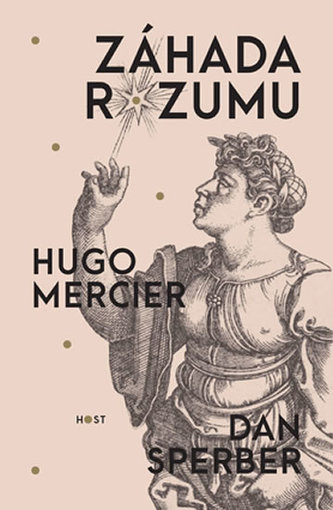 ZÁHADA
ROZUMU
HUGO
MERCIER
HOST
DAN
SPERBER